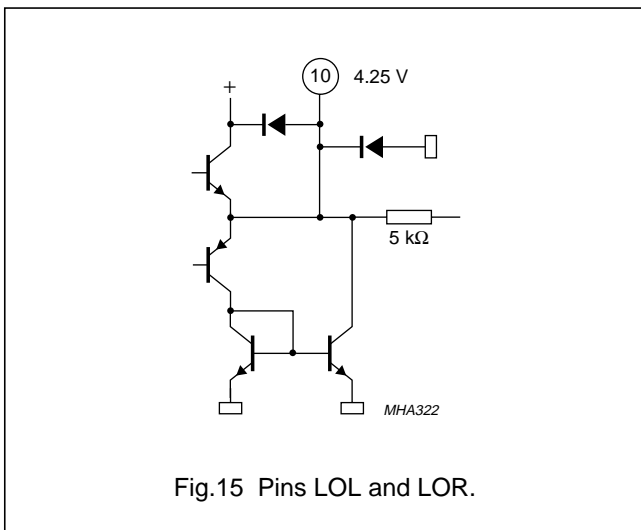 10 4.25 V
+
5 kΩ
MHA322
Fig.15 Pins LOL and LOR.